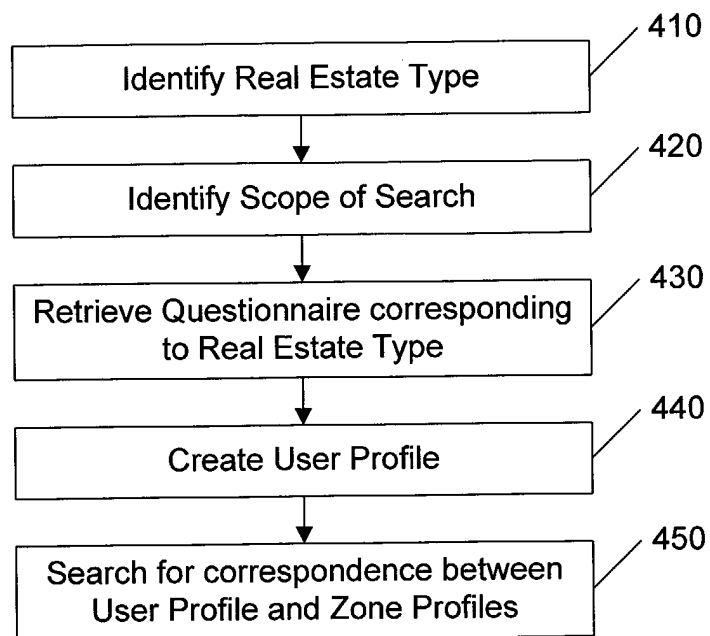 410
Identify Real Estate Type
420
Identify Scope of Search
430
Retrieve Questionnaire corresponding
to Real Estate Type
440
Create User Profile
450
Search for correspondence between
User Profile and Zone Profiles